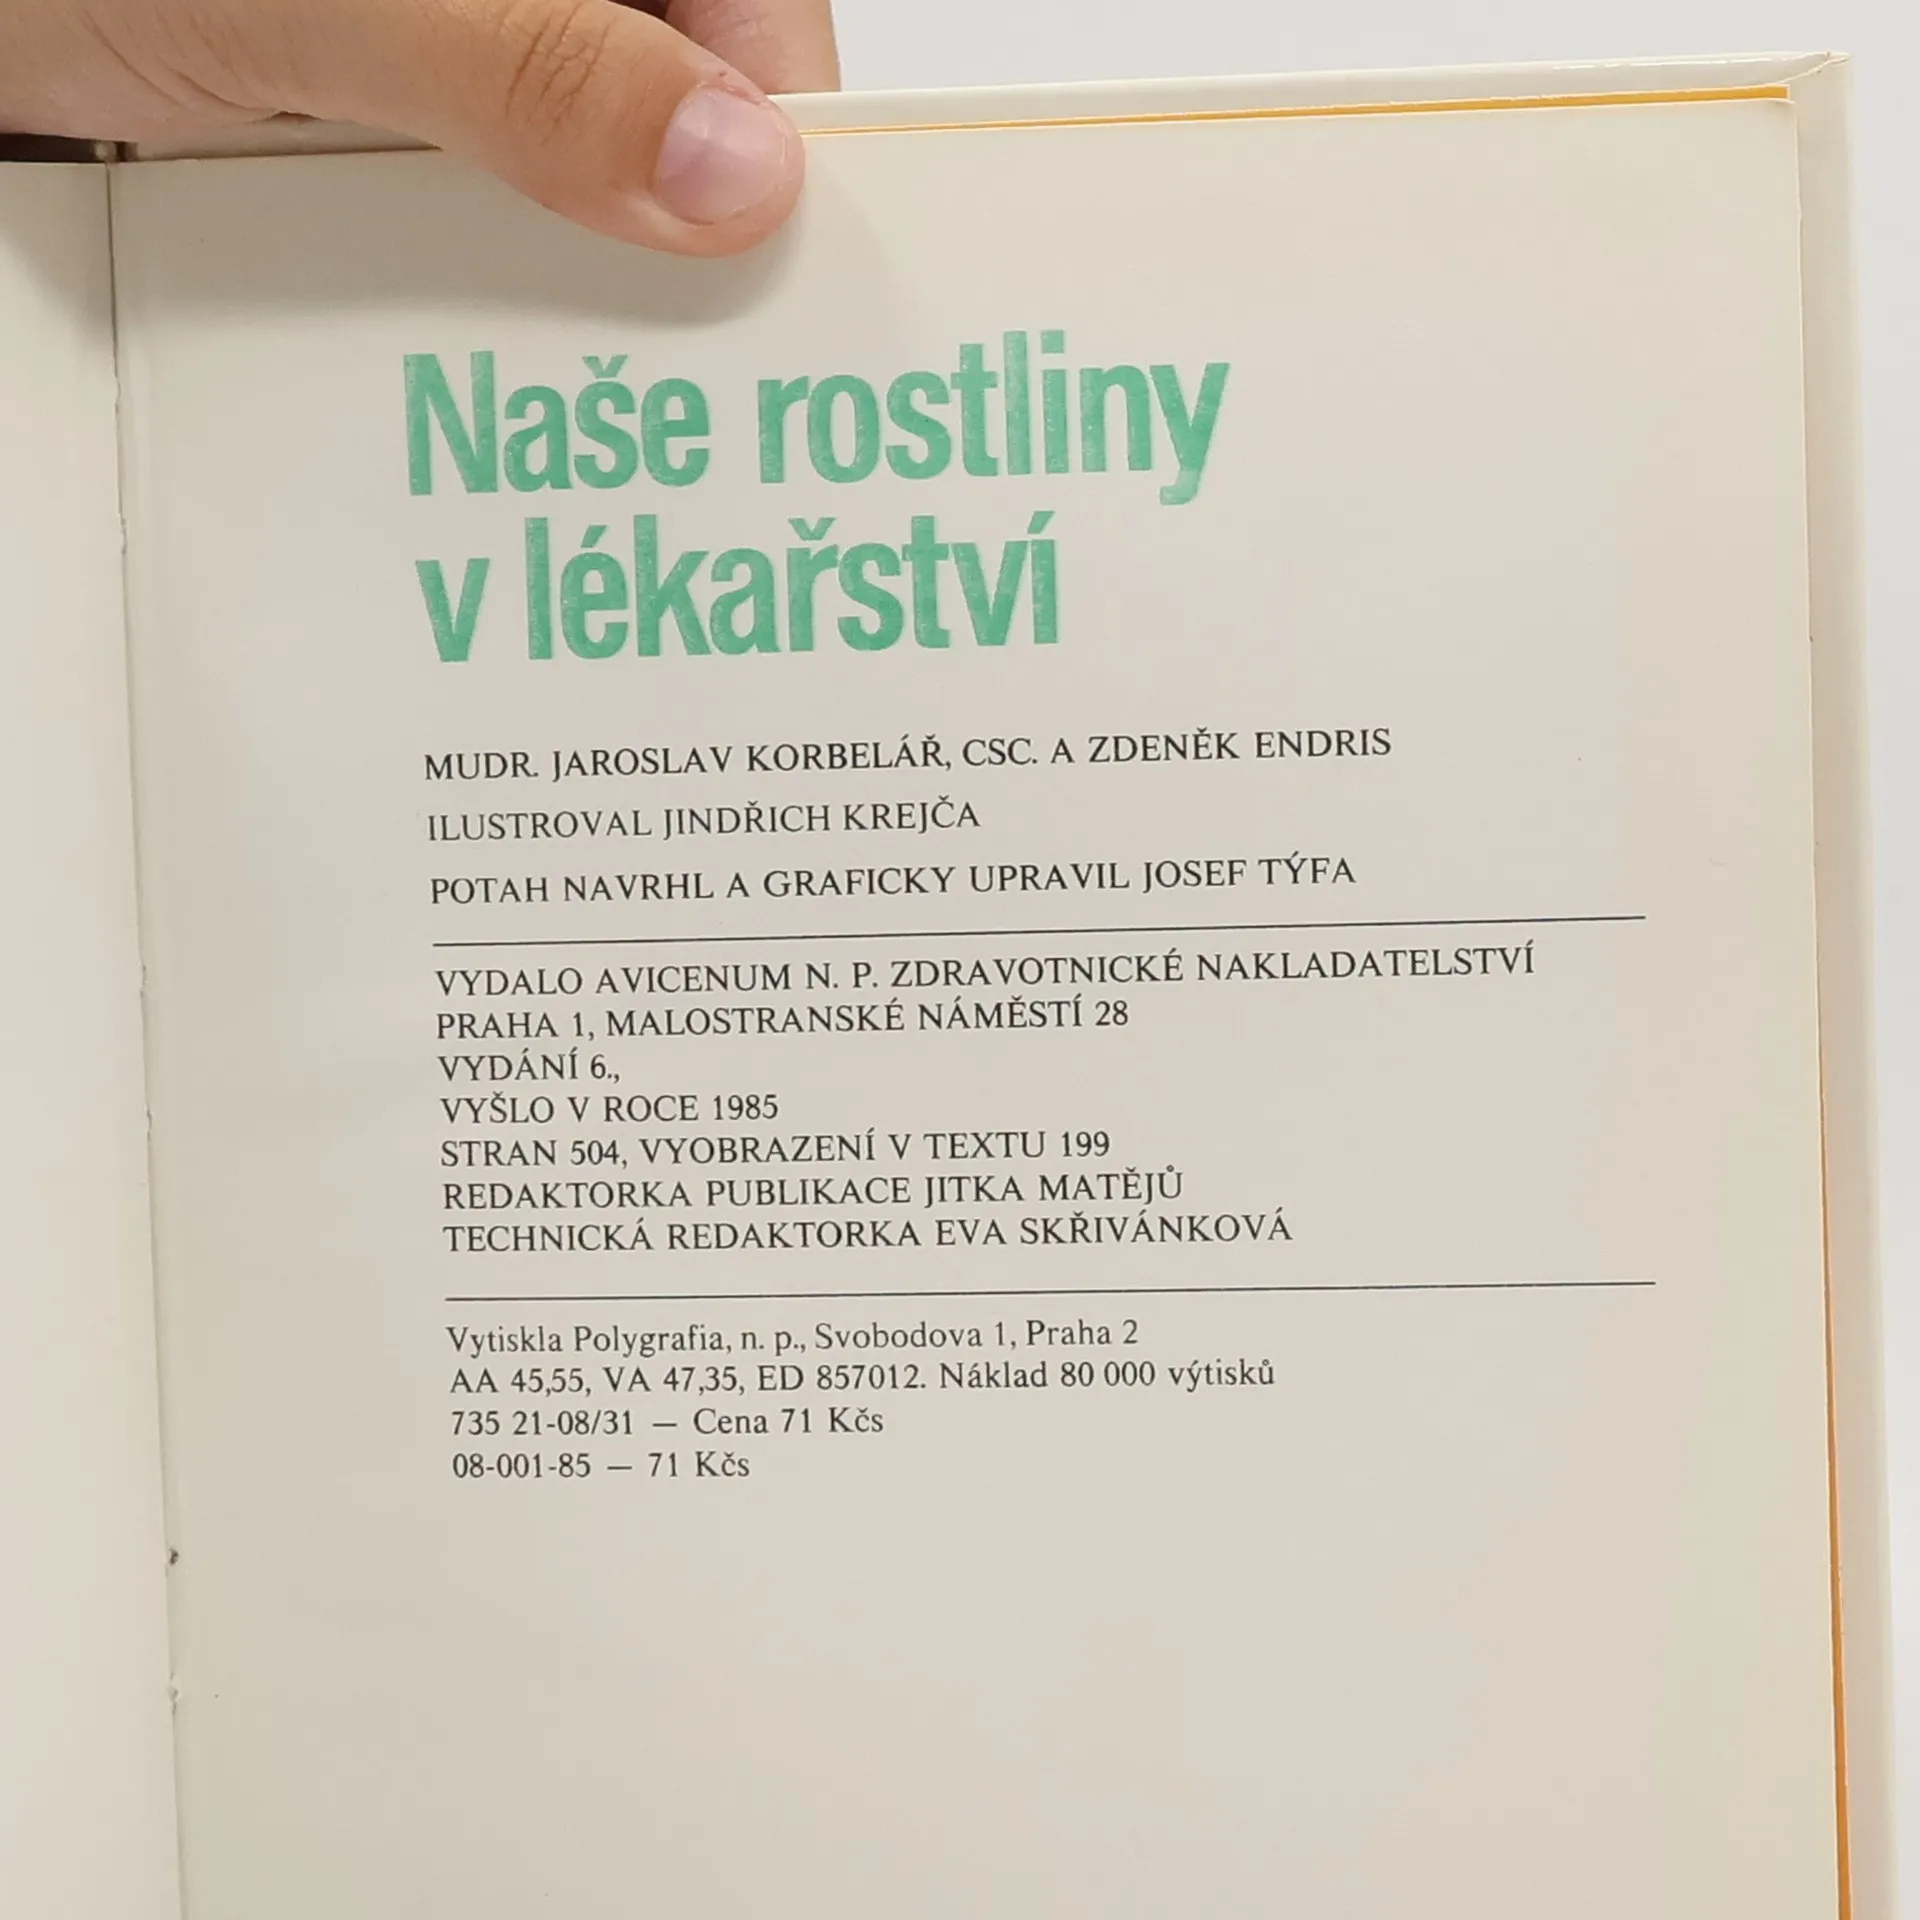 Naše rostliny
v lékařství
MUDR. JAROSLAV KORBELÁŘ, CSC. A ZDENĚK ENDRIS
ILUSTROVAL JINDŘICH KREJČA
POTAH NAVRHL A GRAFICKY UPRAVIL JOSEF TÝFA
VYDALO AVICENUM N. P. ZDRAVOTNICKÉ NAKLADATELSTVÍ
PRAHA 1, MALOSTRANSKÉ NÁMĚSTÍ 28
VYDÁNÍ 6.,
VYŠLO V ROCE 1985
STRAN 504, VYOBRAZENÍ V TEXTU 199
REDAKTORKA PUBLIKACE JITKA MATĚJŮ
TECHNICKÁ REDAKTORKA EVA SKŘIVÁNKOVÁ
Vytiskla Polygrafia, n. p., Svobodova 1, Praha 2
AA 45,55, VA 47,35, ED 857012. Náklad 80 000 výtisků
735 21-08/31 — Cena 71 Kčs
08-001-85 — 71 Kčs